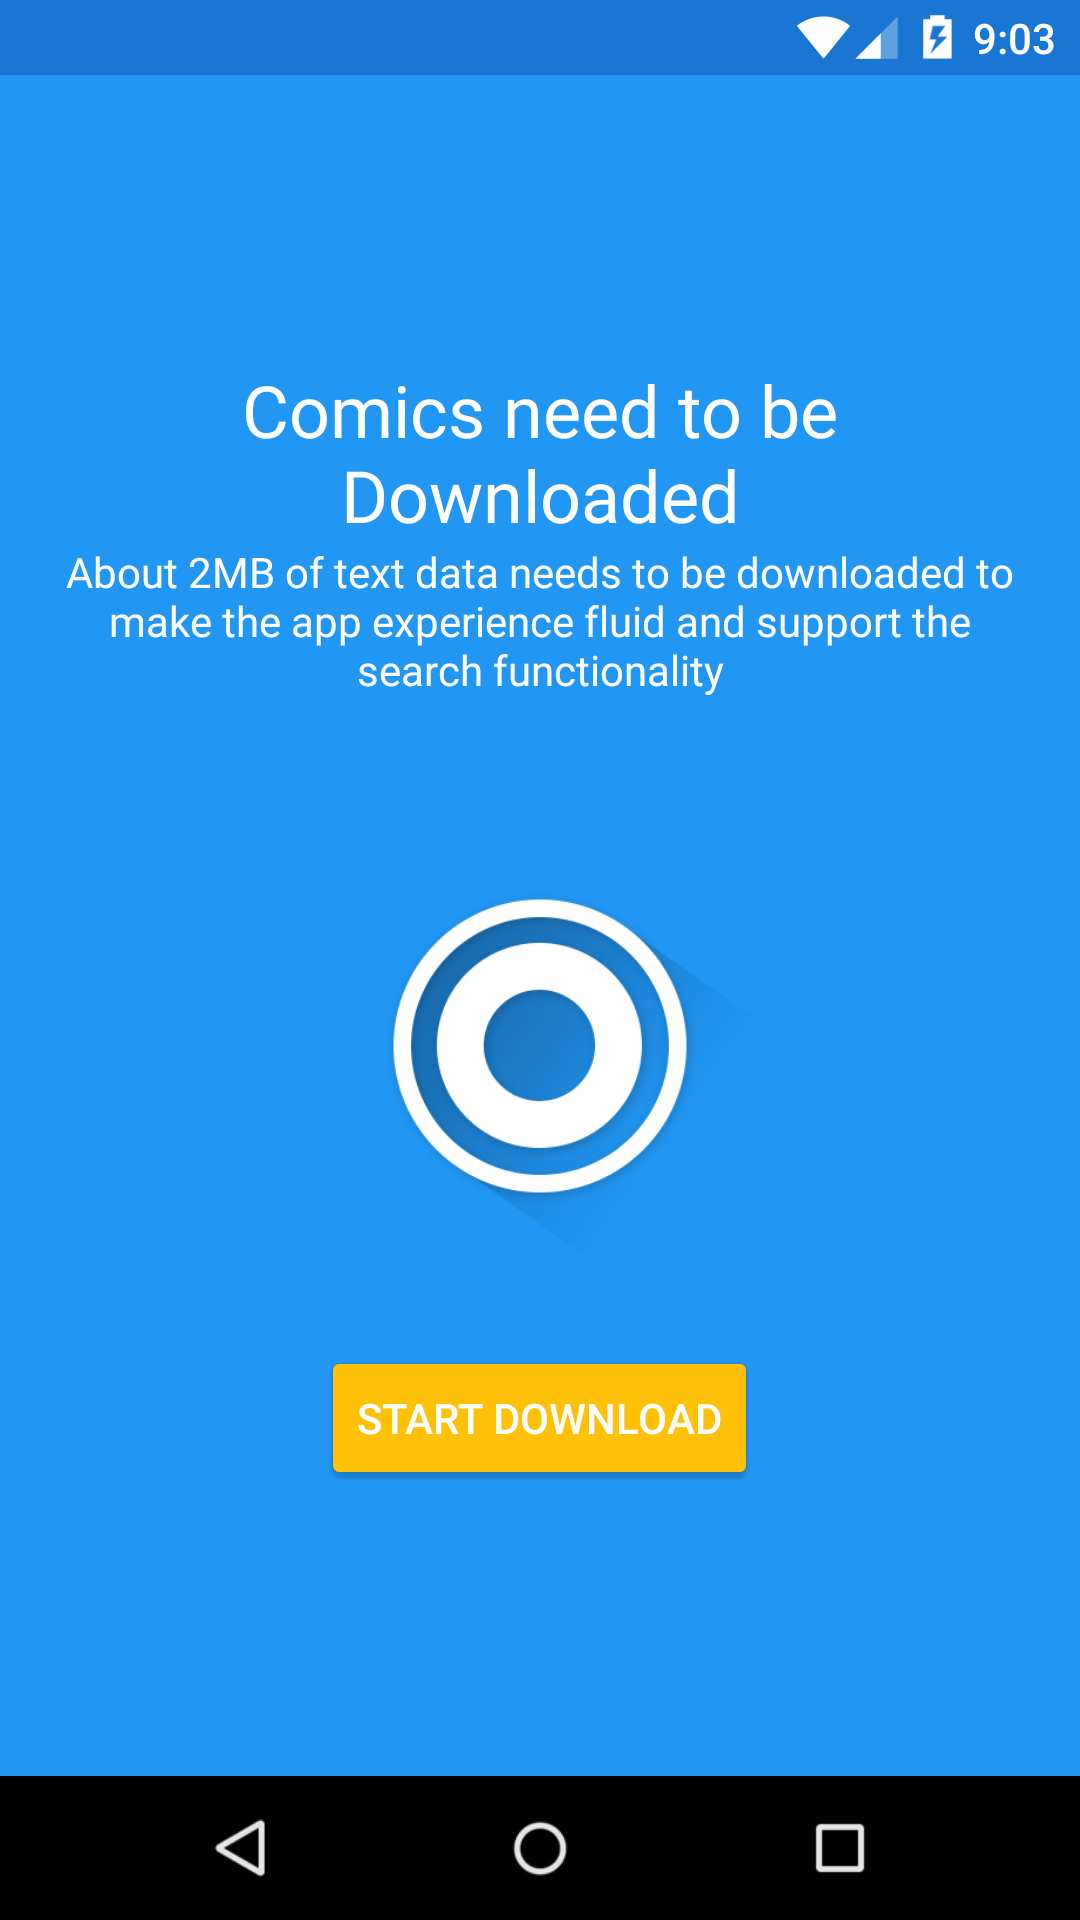 9:03
Comics need to be
Downloaded
About 2MB of text data needs to be downloaded to
make the app experience fluid and support the
search functionality
START DOWNLOAD